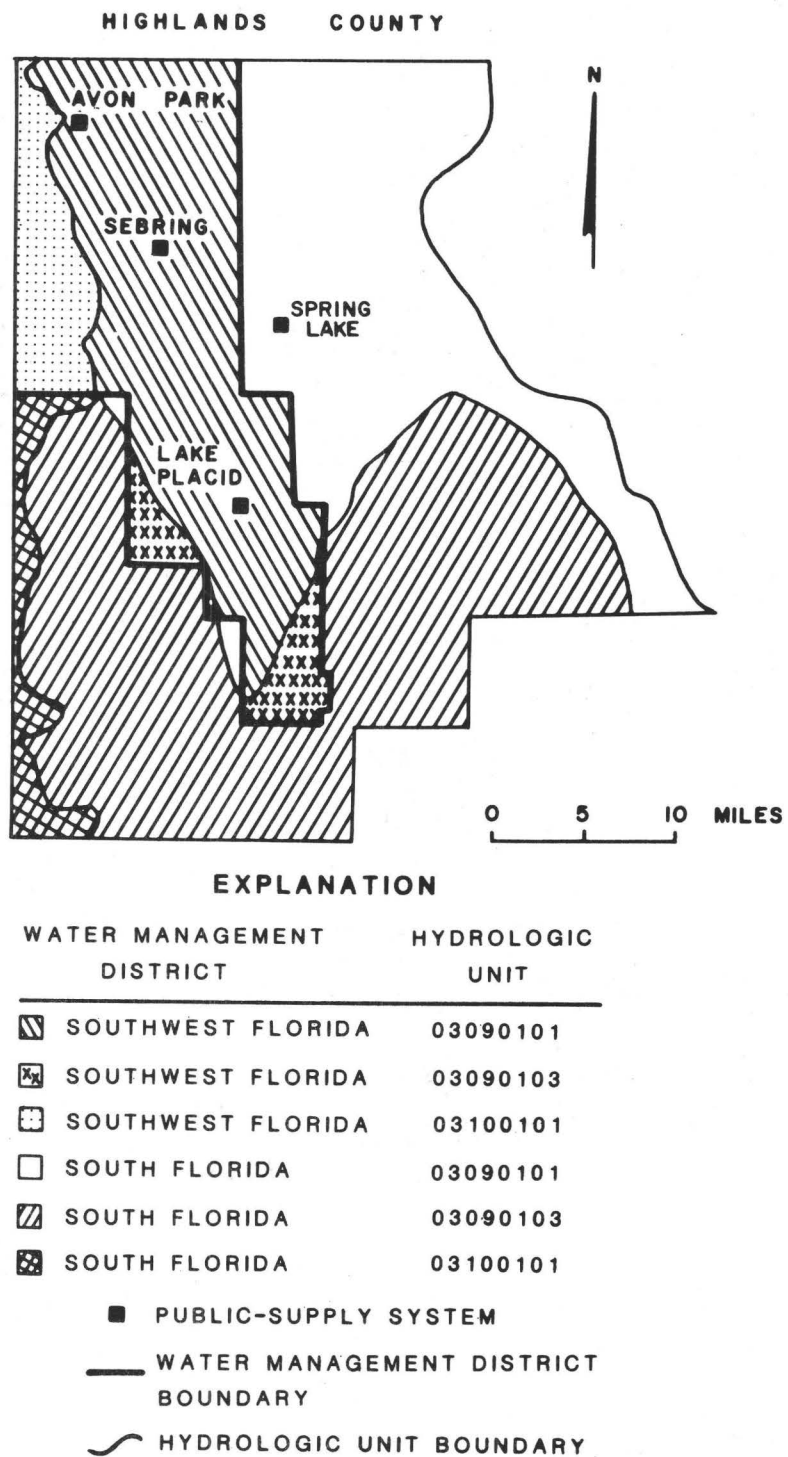 HIGHLANDS COUNTY
N
AVON PARK
SEBRING
SPRING
LAKE
LAKE
PLACID
0 5 10 MILES
EXPLANATION
WATER MANAGEMENT HYDROLOGIC
DISTRICT UNIT
SOUTHWEST FLORIDA 03090101
XX SOUTHWEST FLORIDA 03090103
SOUTHWEST FLORIDA 03100101
SOUTH FLORIDA 03090101
SOUTH FLORIDA 03090103
SOUTH FLORIDA 03100101
PUBLIC-SUPPLY SYSTEM
WATER MANAGEMENT DISTRICT
BOUNDARY
HYDROLOGIC UNIT BOUNDARY